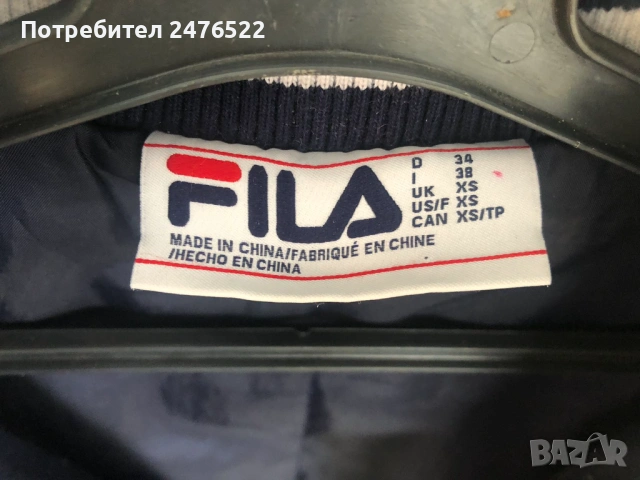 Потребител 2476522
FILA
D 34
I 38
UK XS
US/F XS
CAN XS/TP
MADE IN CHINA/FABRIQUÉ EN CHINE
/HECHO EN CHINA
BAZAR